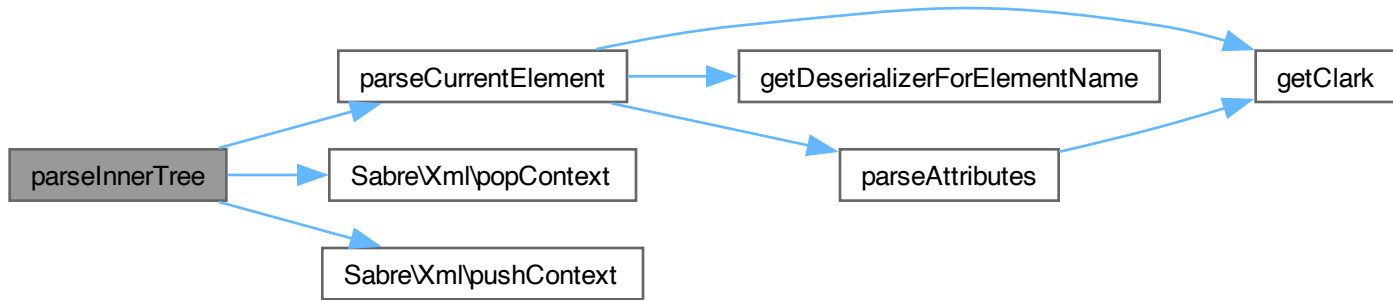 parseCurrentElement
getDeserializerForElementName
getClark
parseInnerTree
Sabre\Xml\popContext
parseAttributes
Sabre\Xml\pushContext